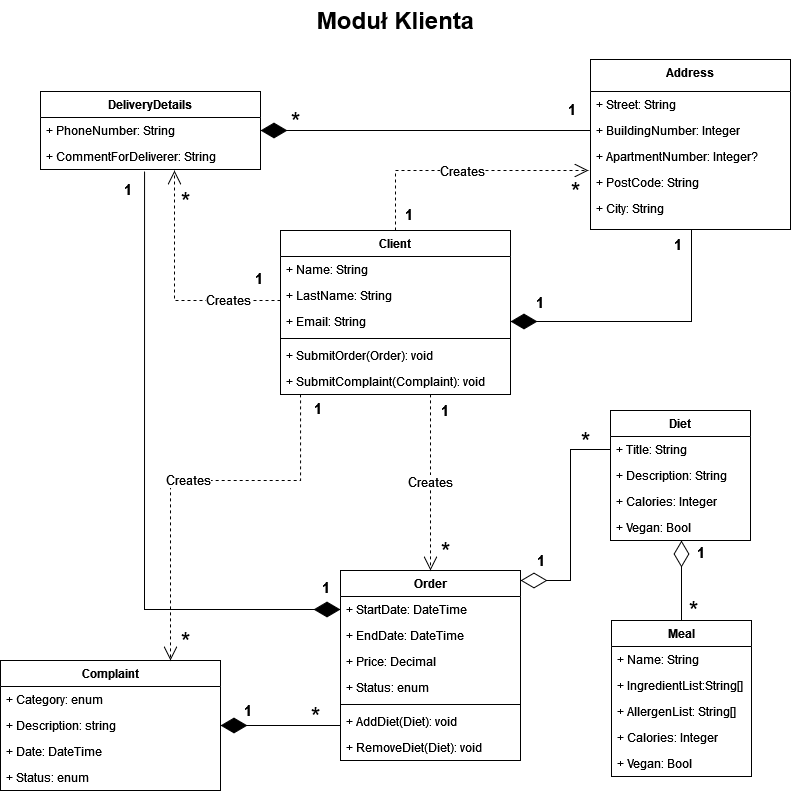 Moduł Klienta
DeliveryDetails
+ PhoneNumber: String
+ CommentForDeliverer: String
*
1
Address
+ Street: String
+ BuildingNumber: Integer
+ ApartmentNumber: Integer?
+ PostCode: String
+ City: String
1
*
Creates
*
1
1
Creates
1
Client
+ Name: String
+ LastName: String
+ Email: String
+ SubmitOrder(Order): void
+ SubmitComplaint(Complaint): void
1
1
1
Creates
Creates
*
*
Diet
+ Title: String
+ Description: String
+ Calories: Integer
+ Vegan: Bool
*
1
1
1
Order
+ StartDate: DateTime
+ EndDate: DateTime
+ Price: Decimal
+ Status: enum
+ AddDiet(Diet): void
+ RemoveDiet(Diet): void
*
Meal
+ Name: String
+ IngredientList:String[]
+ AllergenList: String[]
+ Calories: Integer
+ Vegan: Bool
Complaint
+ Category: enum
+ Description: string
+ Date: DateTime
+ Status: enum
1
*